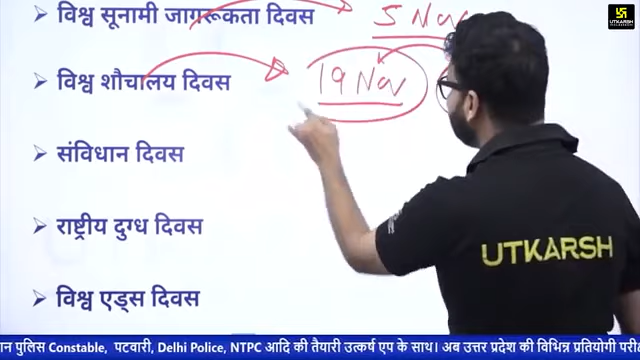 विश्व सूनामी जागरूकता दिवस
5 Nov
विश्व शौचालय दिवस
19 Nov
संविधान दिवस
राष्ट्रीय दुग्ध दिवस
विश्व एड्स दिवस
UTKARSH
UTKARSH
ान पुलिस Constable, पटवारी, Delhi Police, NTPC आदि की तैयारी उत्कर्ष एप के साथ। अब उत्तर प्रदेश की विभिन्न प्रतियोगी परी